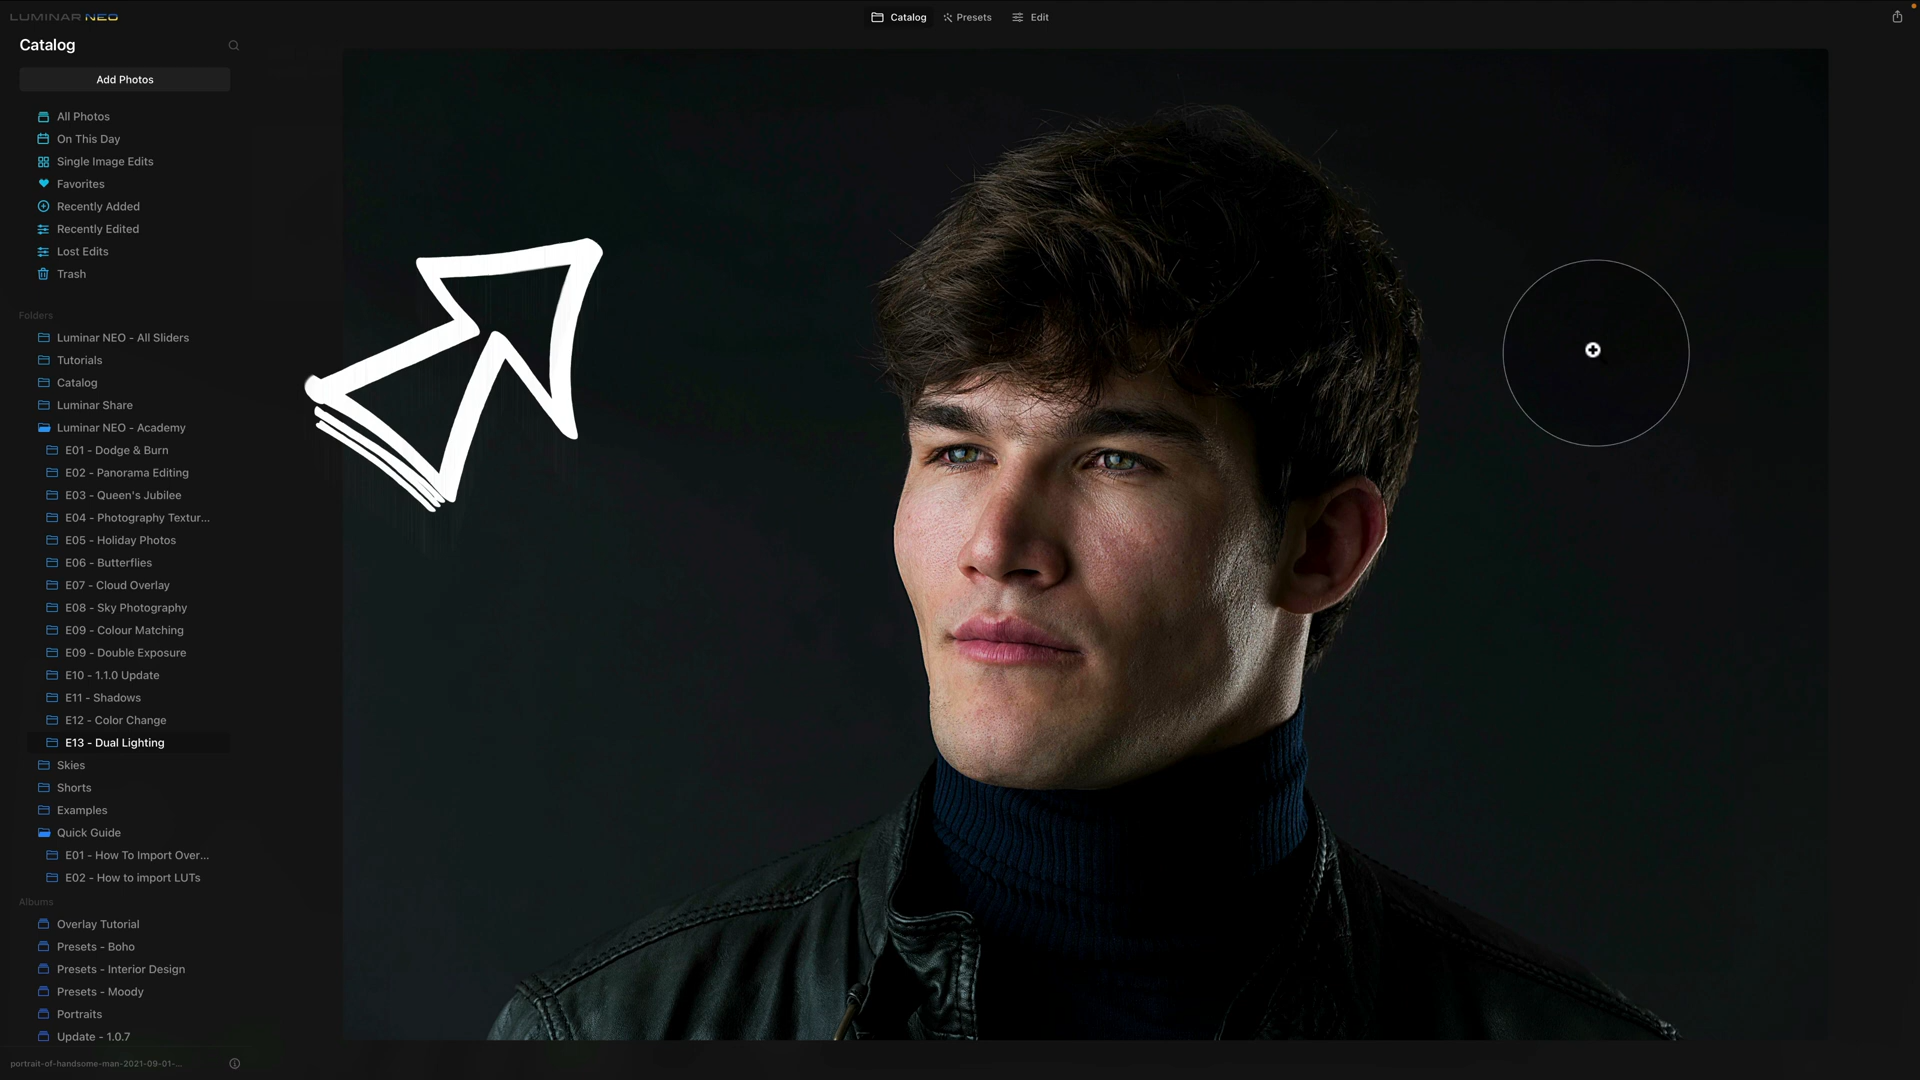 LUMINAR NEO
Catalog
Presets
Edit
Catalog
Add Photos
All Photos
On This Day
Single Image Edits
Favorites
Recently Added
Recently Edited
Lost Edits
Trash
Folders
Luminar NEO - All Sliders
Tutorials
Catalog
Luminar Share
Luminar NEO - Academy
E01 - Dodge & Burn
E02 - Panorama Editing
E03 - Queen's Jubilee
E04 - Photography Textur...
E05 - Holiday Photos
E06 - Butterflies
E07 - Cloud Overlay
E08 - Sky Photography
E09 - Colour Matching
E09 - Double Exposure
E10 - 1.1.0 Update
E11 - Shadows
E12 - Color Change
E13 - Dual Lighting
Skies
Shorts
Examples
Quick Guide
E01 - How To Import Over...
E02 - How to import LUTs
Albums
Overlay Tutorial
Presets - Boho
Presets - Interior Design
Presets - Moody
Portraits
Update - 1.0.7
portrait-of-handsome-man-2021-09-01-...